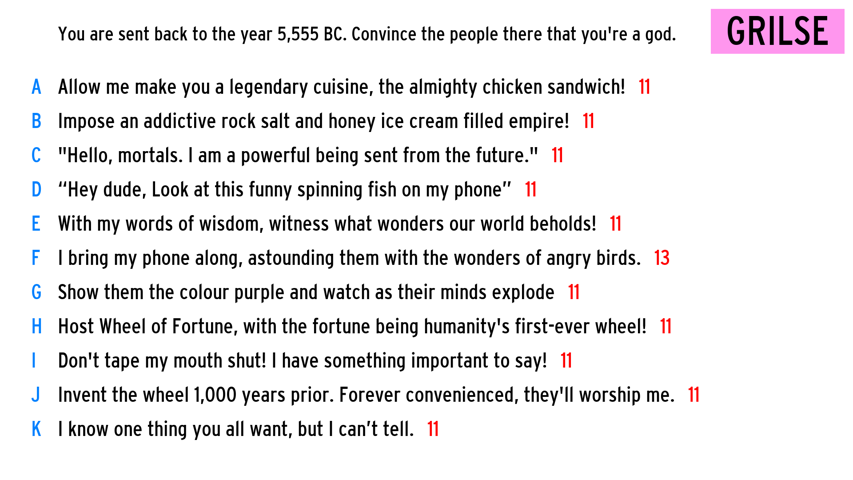 You are sent back to the year 5,555 BC. Convince the people there that you're a god.
GRILSE
A Allow me make you a legendary cuisine, the almighty chicken sandwich! 11
B Impose an addictive rock salt and honey ice cream filled empire! 11
C "Hello, mortals. I am a powerful being sent from the future." 11
D “Hey dude, Look at this funny spinning fish on my phone” 11
E With my words of wisdom, witness what wonders our world beholds! 11
F I bring my phone along, astounding them with the wonders of angry birds. 13
G Show them the colour purple and watch as their minds explode 11
H Host Wheel of Fortune, with the fortune being humanity's first-ever wheel! 11
I Don't tape my mouth shut! I have something important to say! 11
J Invent the wheel 1,000 years prior. Forever convenienced, they'll worship me. 11
K I know one thing you all want, but I can’t tell. 11